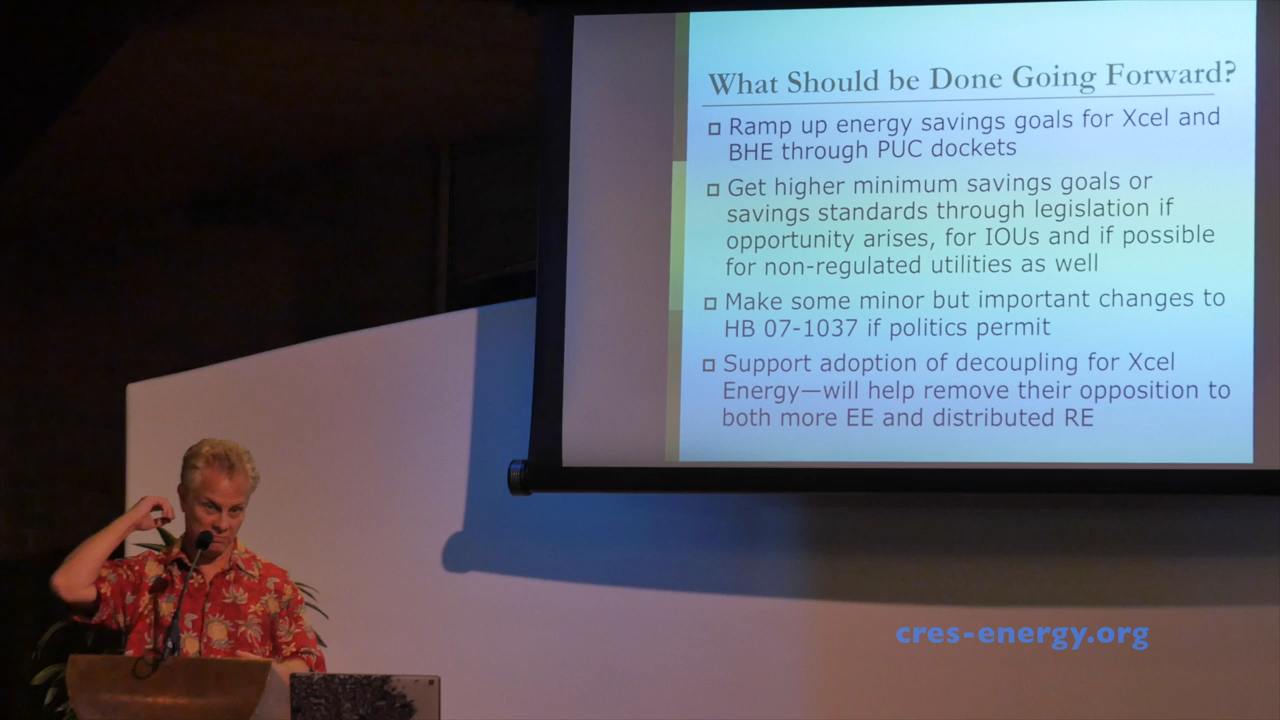 What Should be Done Going Forward?
Ramp up energy savings goals for Xcel and
BHE through PUC dockets
Get higher minimum savings goals or
savings standards through legislation if
opportunity arises, for IOUs and if possible
for non-regulated utilities as well
Make some minor but important changes to
HB 07-1037 if politics permit
Support adoption of decoupling for Xcel
Energy—will help remove their opposition to
both more EE and distributed RE
cres-energy.org